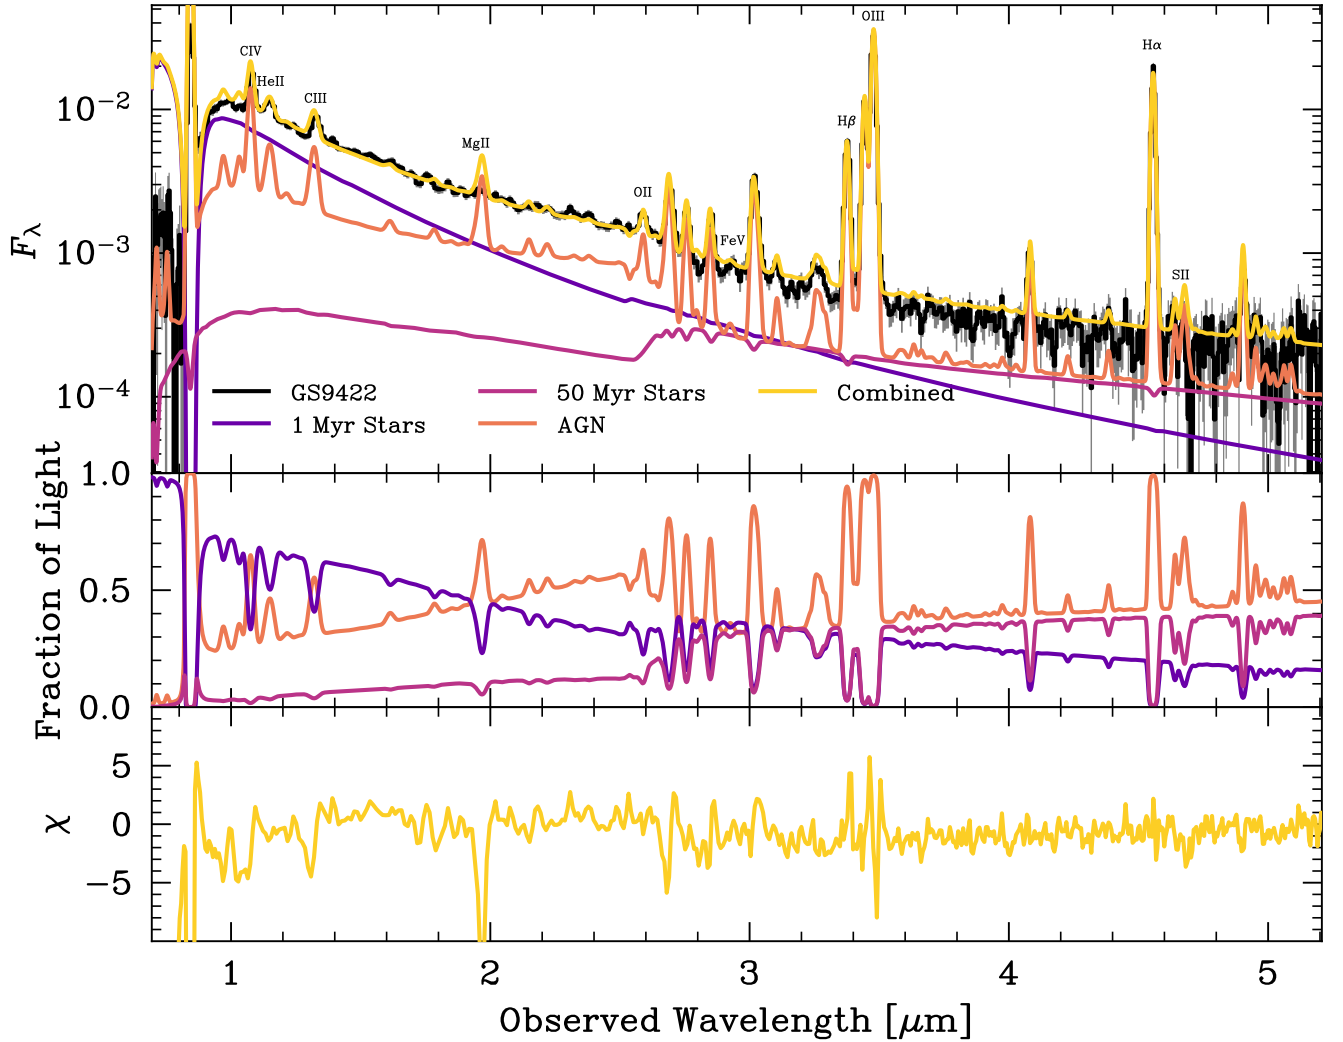 OIII
CIV
HeII
CIII
MgII
OII
FeV
Hβ
Hα
SII
10⁻²
10⁻³
10⁻⁴
F_λ
GS9422
1 Myr Stars
50 Myr Stars
AGN
Combined
1.0
0.5
0.0
Fraction of Light
5
0
−5
χ
1 2 3 4 5
Observed Wavelength [μm]